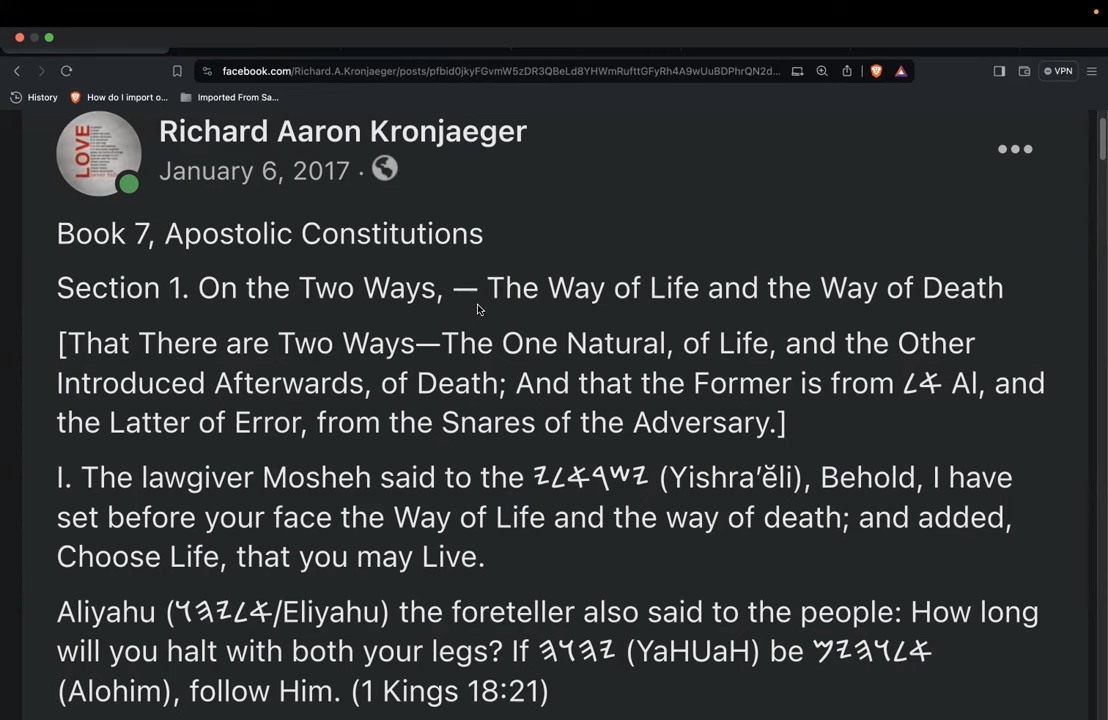 facebook.com/Richard.A.Kronjaeger/posts/pfbid0jkyFGvmW5zDR3QBeLd8YHWmRufttGFyRh4A9wUuBDPhrQN2d...
VPN
History
How do I import o...
Imported From Sa...
LOVE
Richard Aaron Kronjaeger
January 6, 2017 ·
Book 7, Apostolic Constitutions
Section 1. On the Two Ways, — The Way of Life and the Way of Death
[That There are Two Ways—The One Natural, of Life, and the Other
Introduced Afterwards, of Death; And that the Former is from 𐤋𐤀 Al, and
the Latter of Error, from the Snares of the Adversary.]
I. The lawgiver Mosheh said to the 𐤉𐤋𐤀𐤓𐤔𐤉 (Yishra’ĕli), Behold, I have
set before your face the Way of Life and the way of death; and added,
Choose Life, that you may Live.
Aliyahu (𐤅𐤄𐤉𐤋𐤀/Eliyahu) the foreteller also said to the people: How long
will you halt with both your legs? If 𐤄𐤅𐤄𐤉 (YaHUaH) be 𐤌𐤉𐤄𐤅𐤋𐤀
(Alohim), follow Him. (1 Kings 18:21)